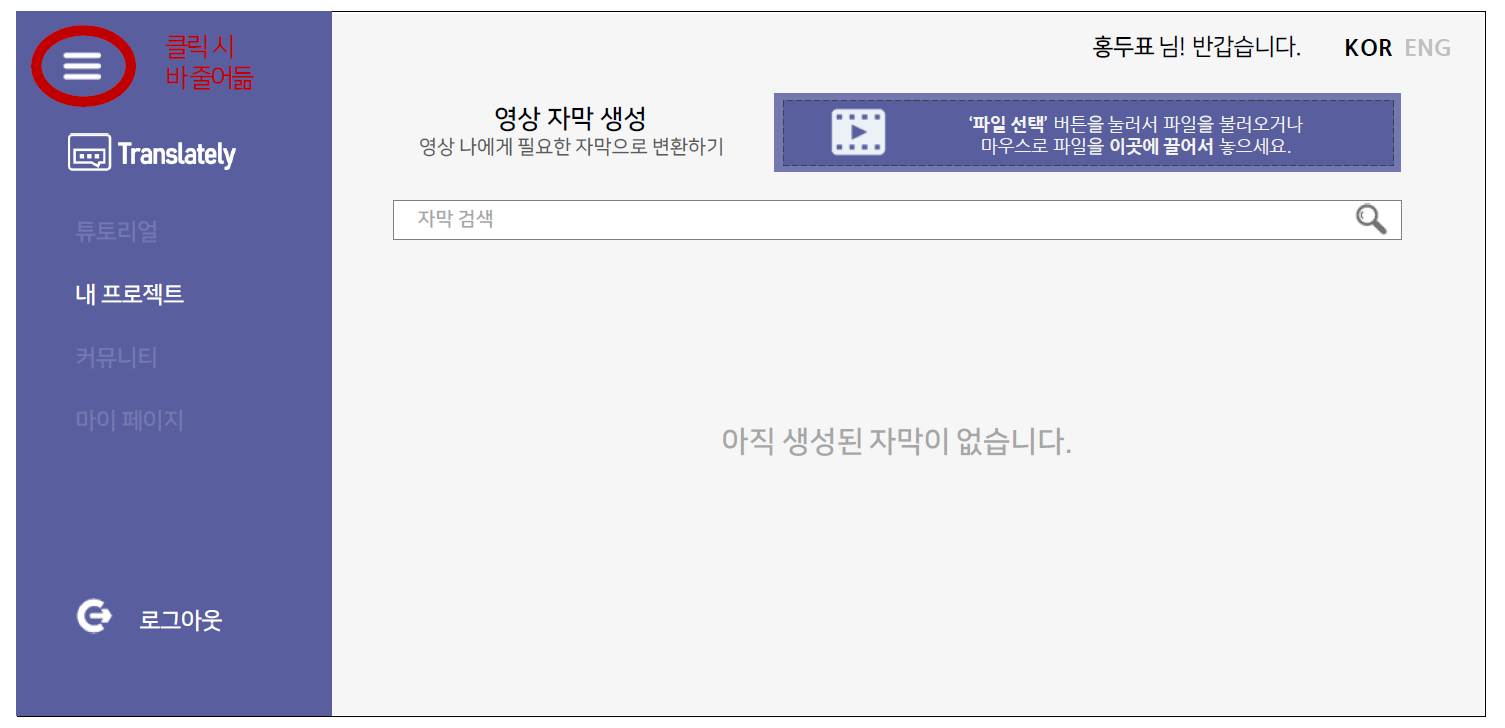 클릭 시
바 줄어듦
Translately
튜토리얼
내 프로젝트
커뮤니티
마이 페이지
로그아웃
홍두표 님! 반갑습니다.
KOR ENG
영상 자막 생성
영상 나에게 필요한 자막으로 변환하기
‘파일 선택’ 버튼을 눌러서 파일을 불러오거나
마우스로 파일을 이곳에 끌어서 놓으세요.
자막 검색
아직 생성된 자막이 없습니다.